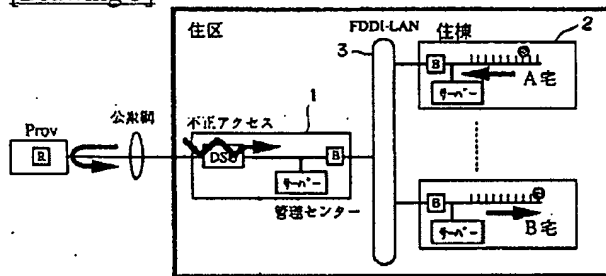 [Drawing 5]
住区
FDDI-LAN
住棟
2
3
B
A宅
サーバー
1
不正アクセス
公衆網
Prov
R
DSU
B
サーバー
管理センター
B
サーバー
B宅